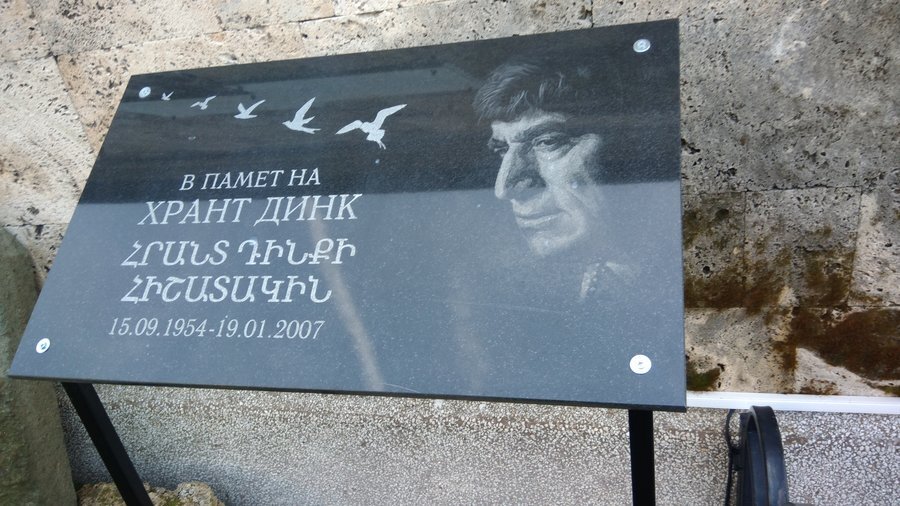 В ПАМЕТ НА
ХРАНТ ДИНК
ՀՐԱՆՏ ԴԻՆՔԻ
ՀԻՇԱՏԱԿԻՆ
15.09.1954-19.01.2007